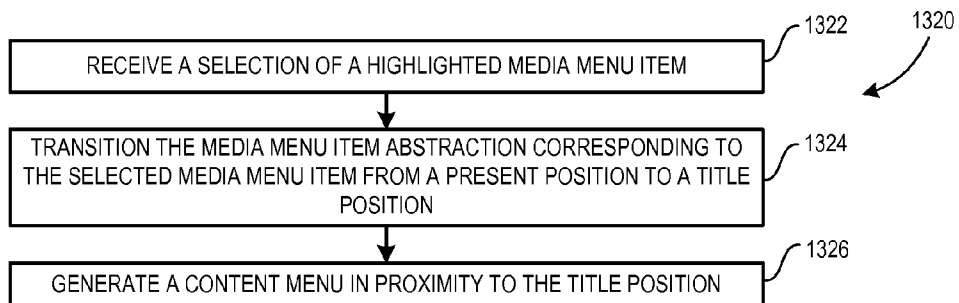 1322
1320
RECEIVE A SELECTION OF A HIGHLIGHTED MEDIA MENU ITEM
1324
TRANSITION THE MEDIA MENU ITEM ABSTRACTION CORRESPONDING TO
THE SELECTED MEDIA MENU ITEM FROM A PRESENT POSITION TO A TITLE
POSITION
1326
GENERATE A CONTENT MENU IN PROXIMITY TO THE TITLE POSITION